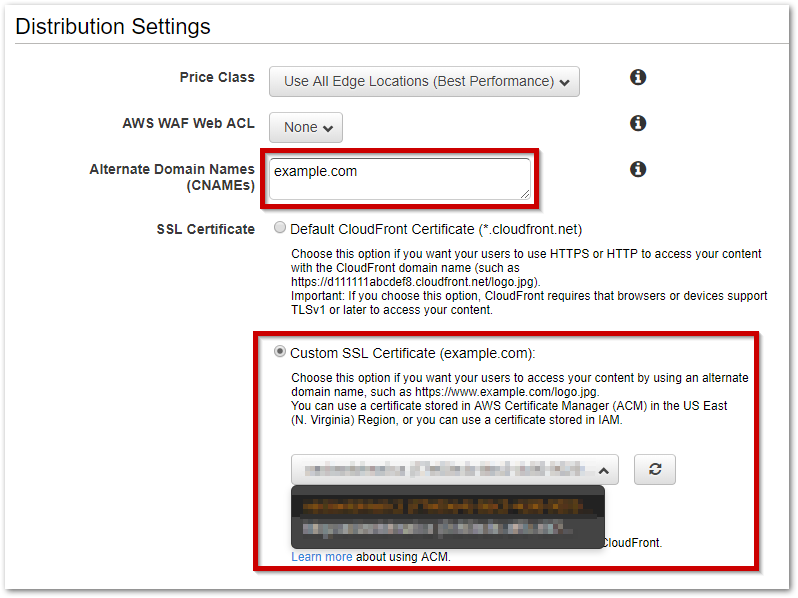 Distribution Settings
Price Class
Use All Edge Locations (Best Performance)
AWS WAF Web ACL
None
Alternate Domain Names
(CNAMEs)
example.com
SSL Certificate
Default CloudFront Certificate (*.cloudfront.net)
Choose this option if you want your users to use HTTPS or HTTP to access your content
with the CloudFront domain name (such as
https://d111111abcdef8.cloudfront.net/logo.jpg).
Important: If you choose this option, CloudFront requires that browsers or devices support
TLSv1 or later to access your content.
Custom SSL Certificate (example.com):
Choose this option if you want your users to access your content by using an alternate
domain name, such as https://www.example.com/logo.jpg.
You can use a certificate stored in AWS Certificate Manager (ACM) in the US East
(N. Virginia) Region, or you can use a certificate stored in IAM.
CloudFront.
Learn more about using ACM.